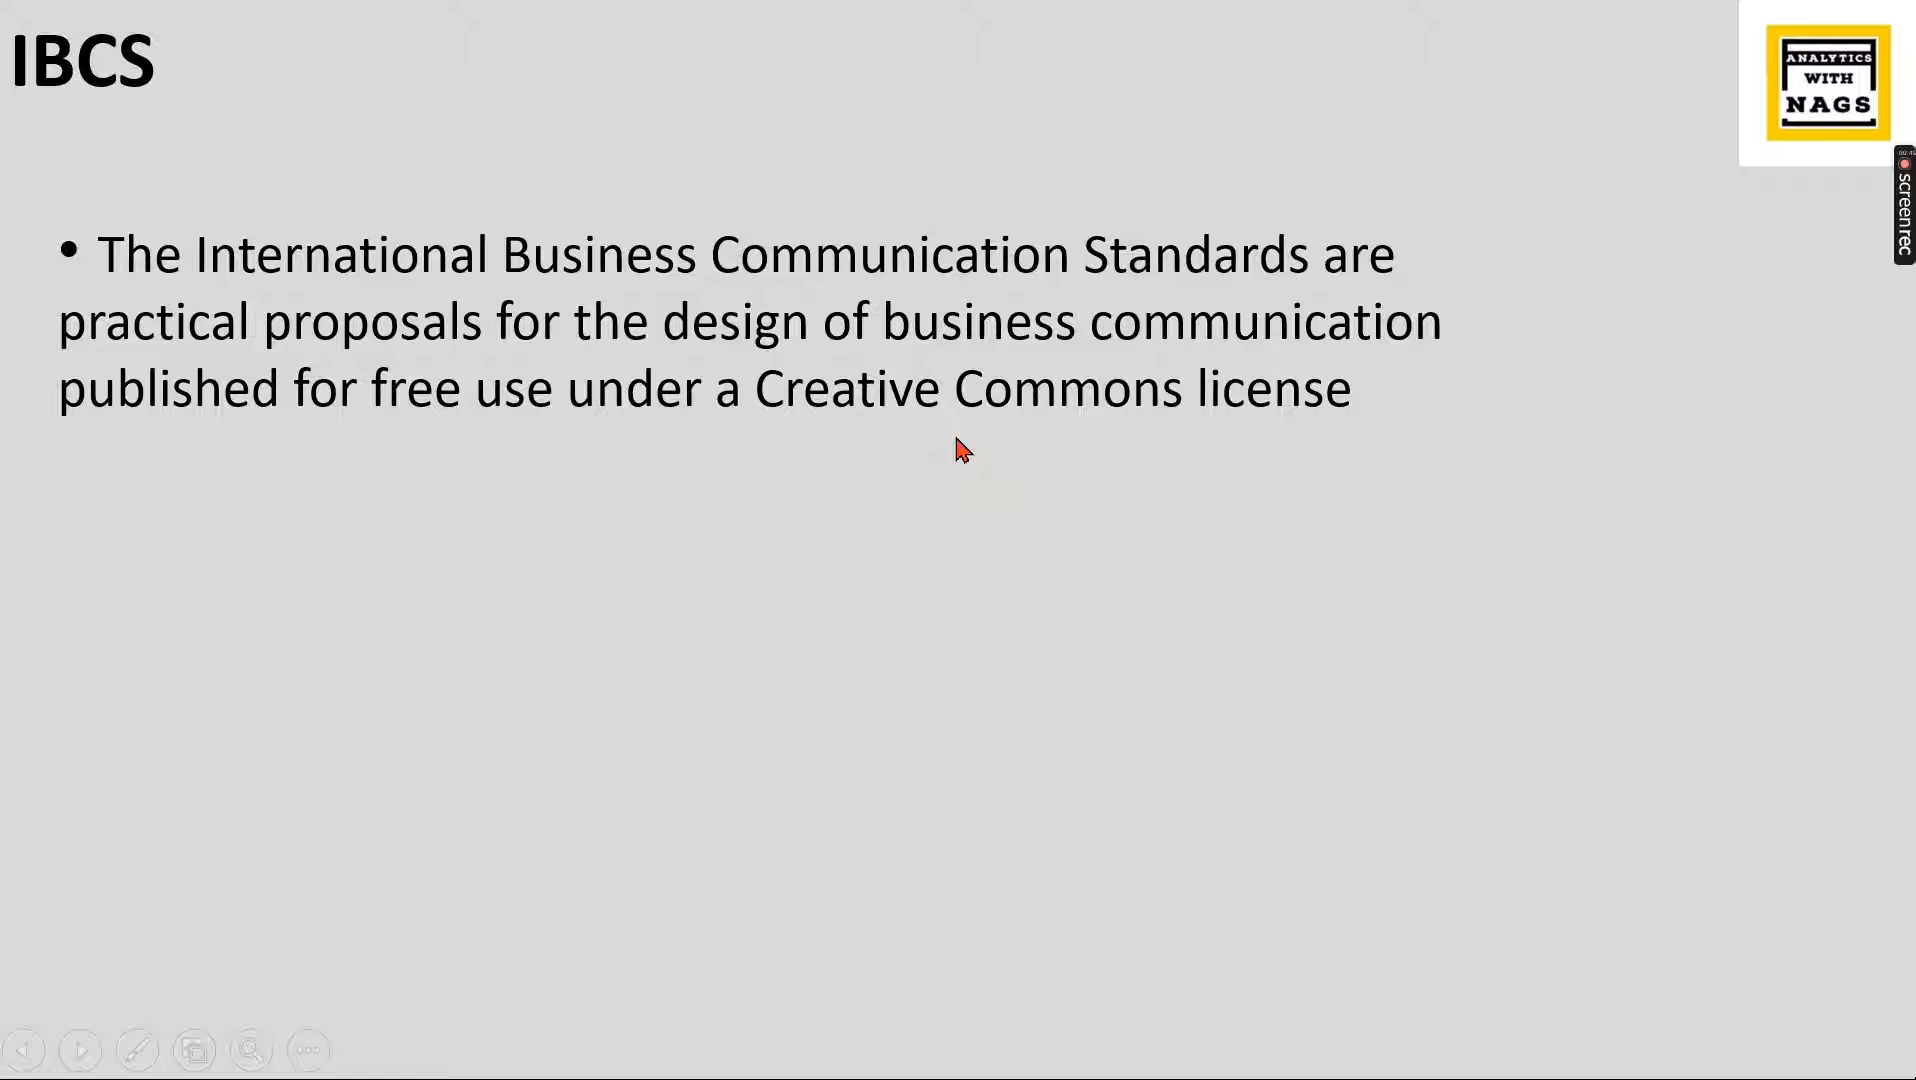 IBCS
ANALYTICS
WITH
NAGS
screenrec
• The International Business Communication Standards are
practical proposals for the design of business communication
published for free use under a Creative Commons license